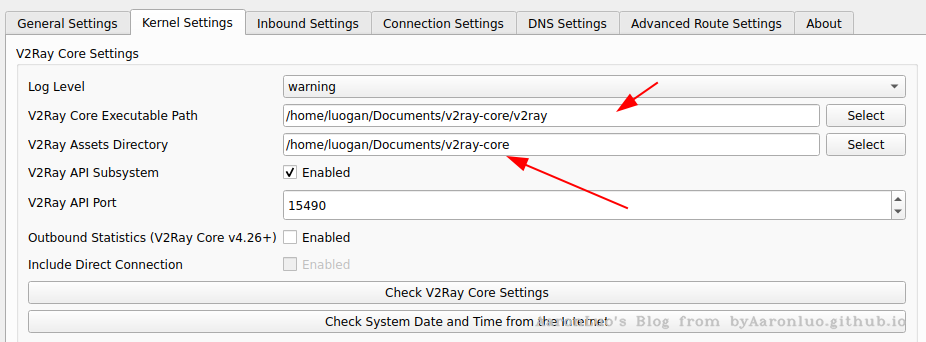 General Settings Kernel Settings Inbound Settings Connection Settings DNS Settings Advanced Route Settings About
V2Ray Core Settings
Log Level warning
V2Ray Core Executable Path /home/luogan/Documents/v2ray-core/v2ray Select
V2Ray Assets Directory /home/luogan/Documents/v2ray-core Select
V2Ray API Subsystem Enabled
V2Ray API Port 15490
Outbound Statistics (V2Ray Core v4.26+) Enabled
Include Direct Connection Enabled
Check V2Ray Core Settings
Check System Date and Time from the Internet
AaronLuo's Blog from byAaronluo.github.io